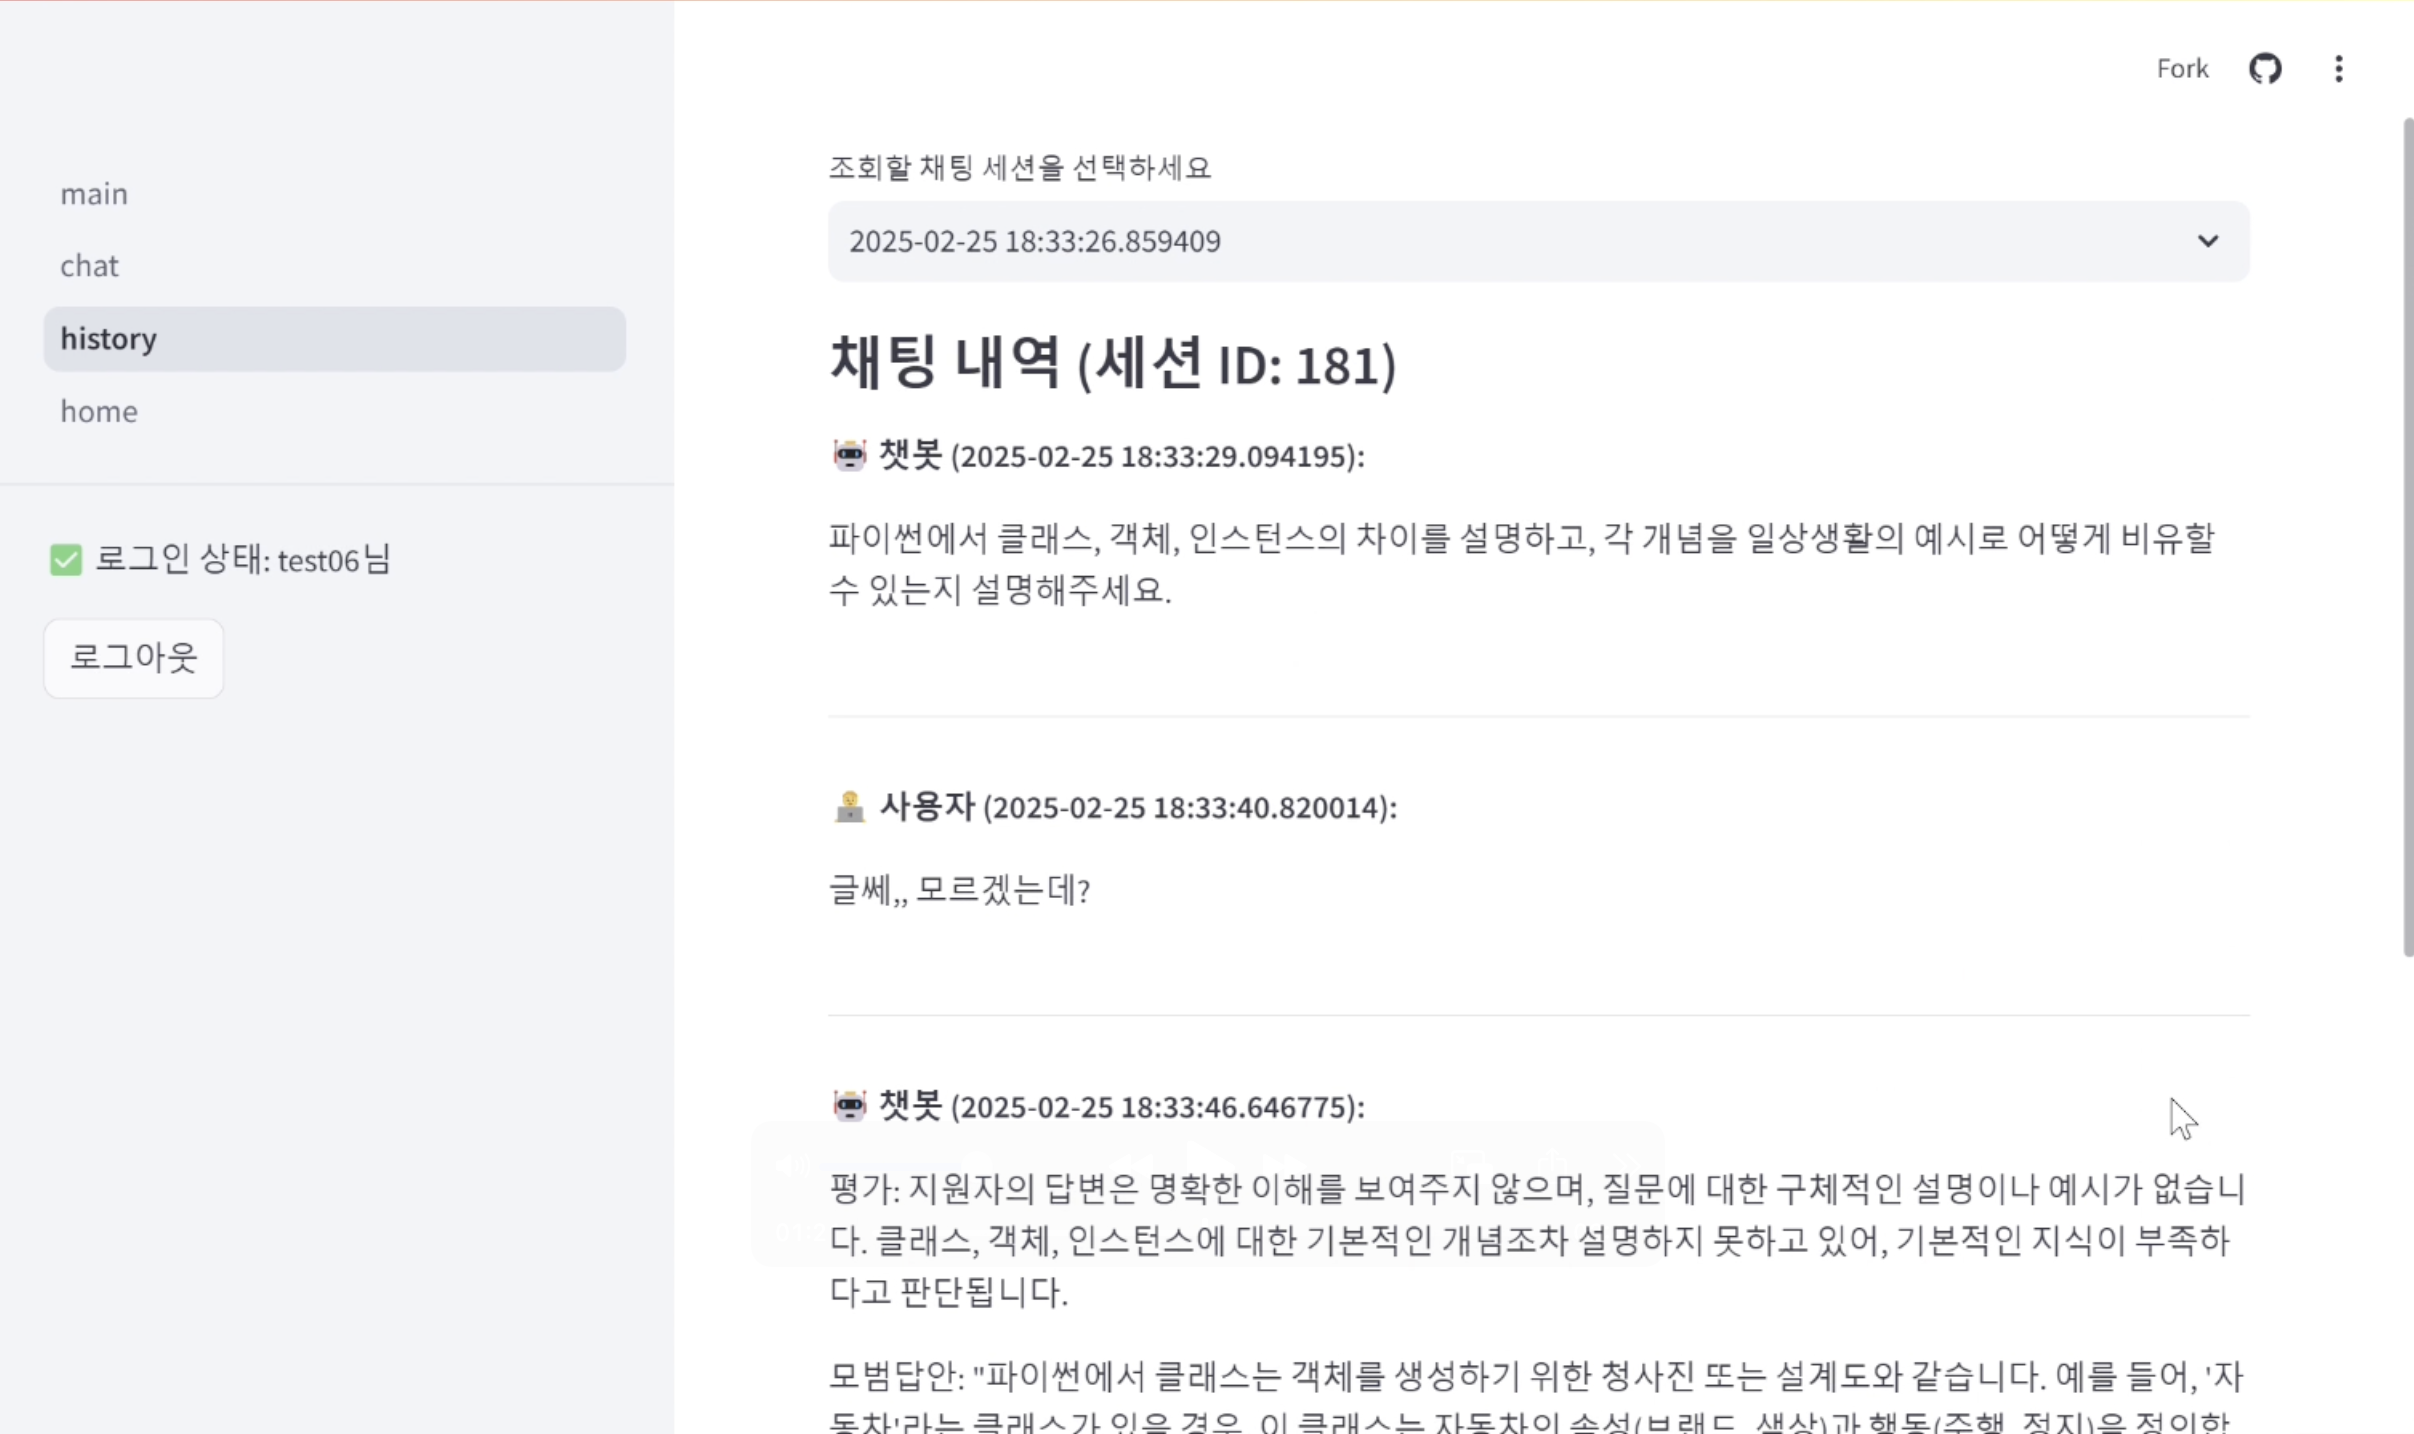 Fork
main
chat
history
home
로그인 상태: test06님
로그아웃
조회할 채팅 세션을 선택하세요
2025-02-25 18:33:26.859409
채팅 내역 (세션 ID: 181)
챗봇 (2025-02-25 18:33:29.094195):
파이썬에서 클래스, 객체, 인스턴스의 차이를 설명하고, 각 개념을 일상생활의 예시로 어떻게 비유할
수 있는지 설명해주세요.
사용자 (2025-02-25 18:33:40.820014):
글쎄,, 모르겠는데?
챗봇 (2025-02-25 18:33:46.646775):
평가: 지원자의 답변은 명확한 이해를 보여주지 않으며, 질문에 대한 구체적인 설명이나 예시가 없습니
다. 클래스, 객체, 인스턴스에 대한 기본적인 개념조차 설명하지 못하고 있어, 기본적인 지식이 부족하
다고 판단됩니다.
모범답안: "파이썬에서 클래스는 객체를 생성하기 위한 청사진 또는 설계도와 같습니다. 예를 들어, '자
동차'라는 클래스가 있을 경우, 이 클래스는 자동차의 속성(브랜드, 색상)과 행동(주행, 정지)을 정의합